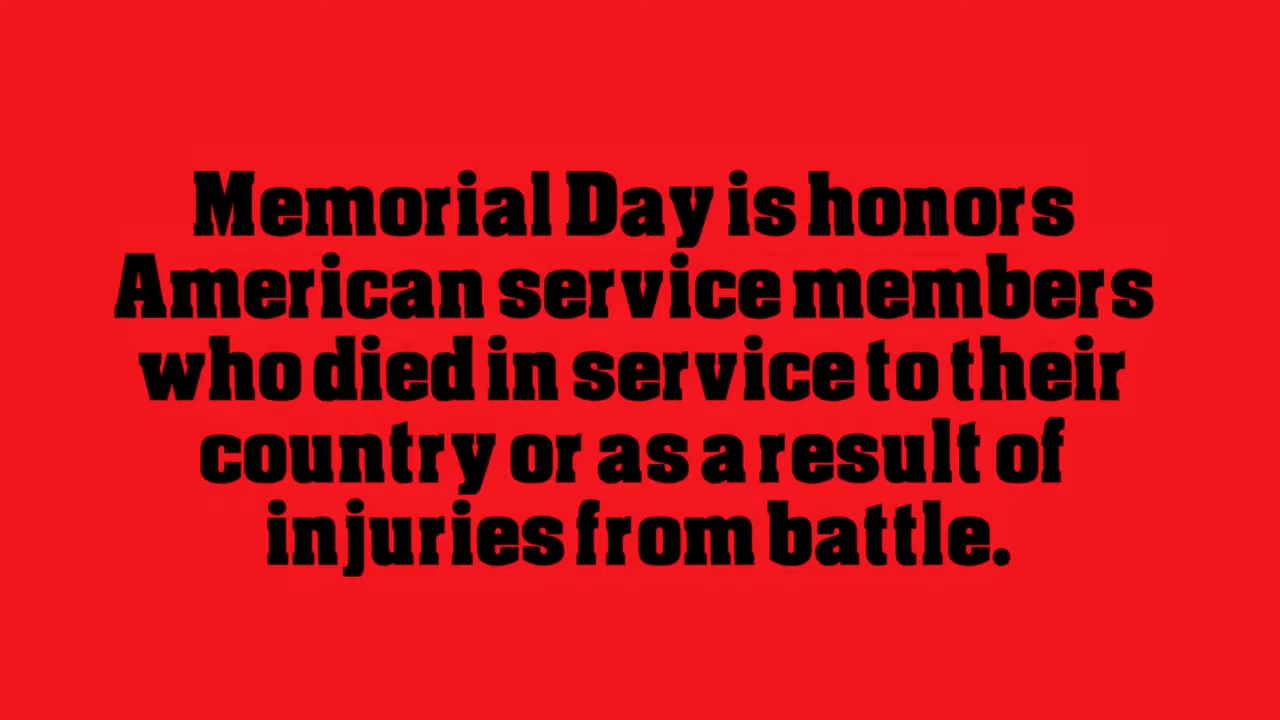 Memorial Day is honors
American service members
who died in service to their
country or as a result of
injuries from battle.